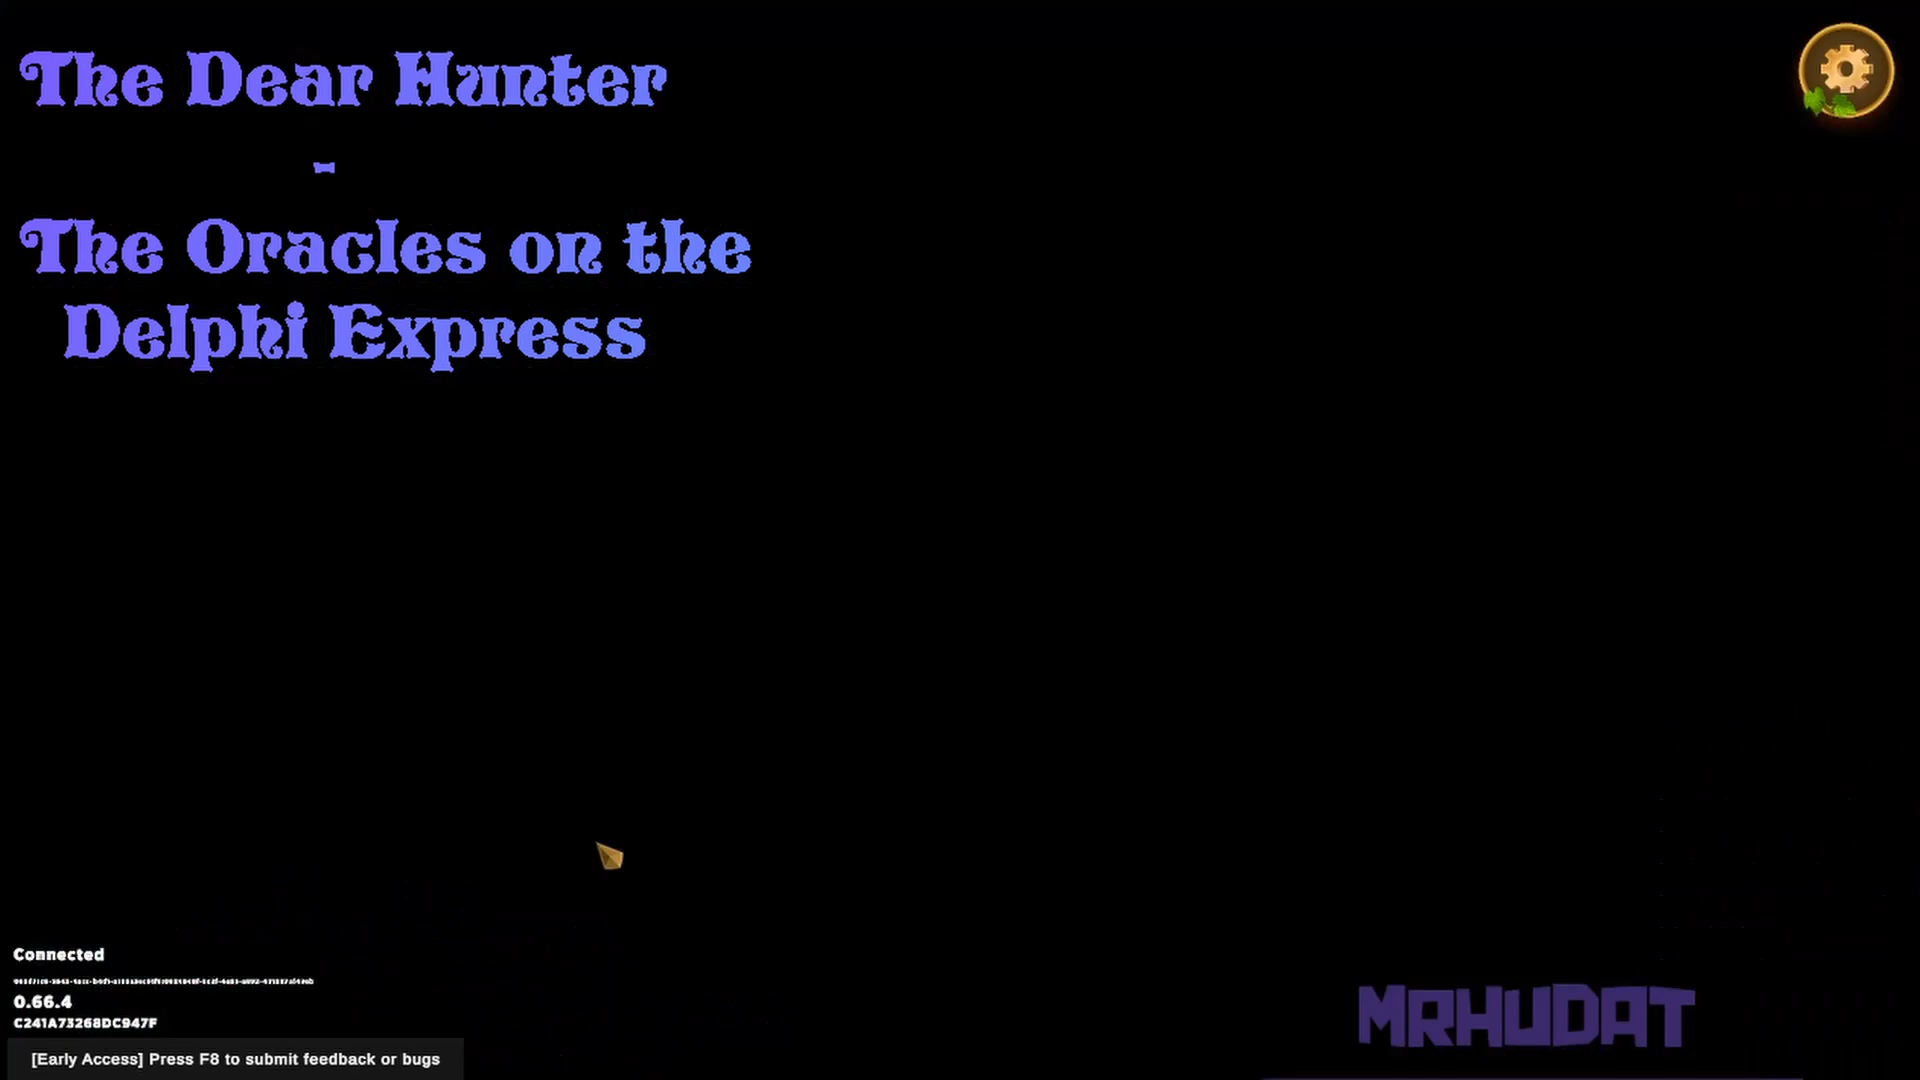 The Dear Hunter
-
The Oracles on the
Delphi Express
Connected
0.66.4
C241A73268DC947F
[Early Access] Press F8 to submit feedback or bugs
MRHUDAT